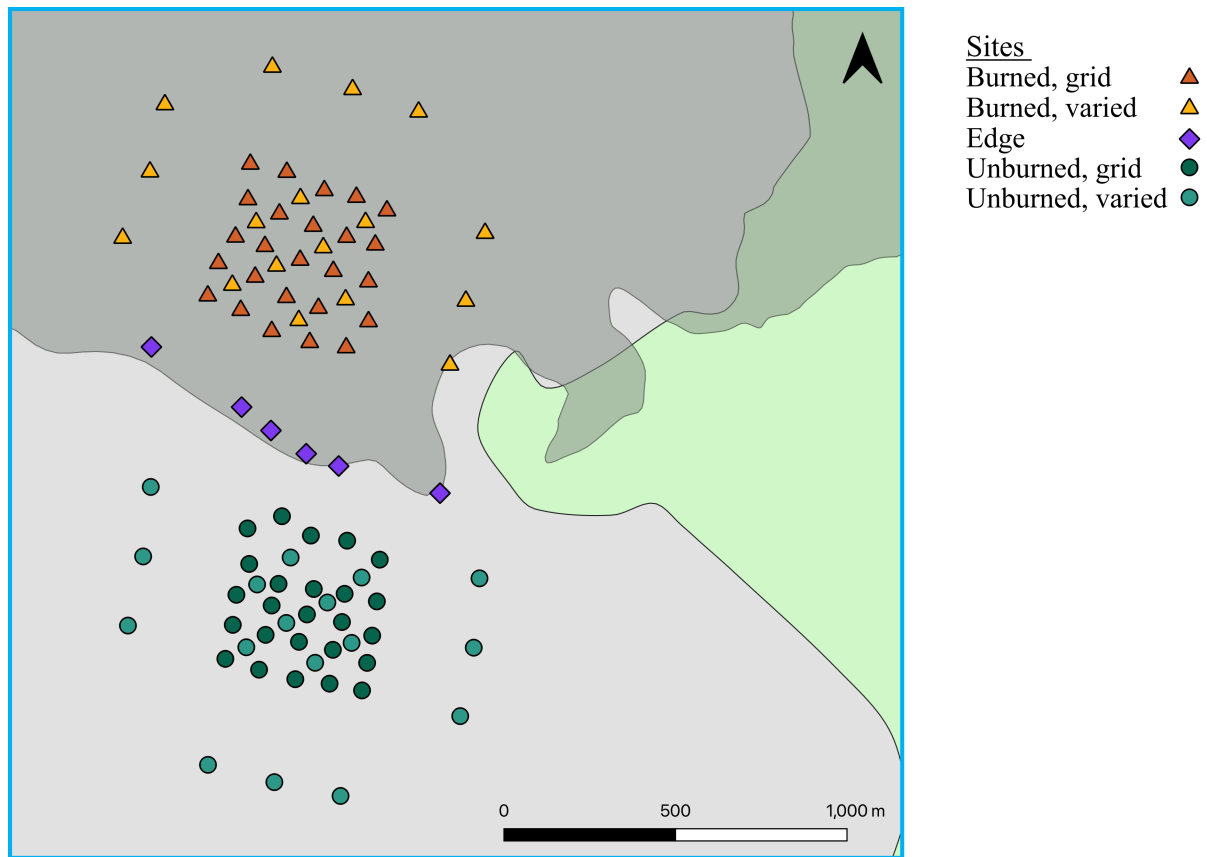 Sites
Burned, grid
Burned, varied
Edge
Unburned, grid
Unburned, varied
0 500 1,000 m